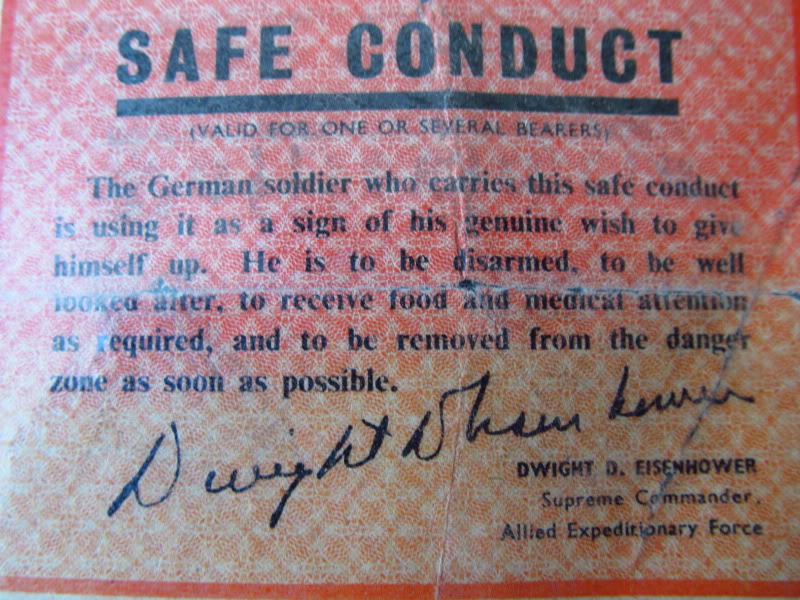 SAFE CONDUCT
(VALID FOR ONE OR SEVERAL BEARERS)
The German soldier who carries this safe conduct
is using it as a sign of his genuine wish to give
himself up. He is to be disarmed, to be well
looked after, to receive food and medical attention
as required, and to be removed from the danger
zone as soon as possible.
Dwight D Eisenhower
DWIGHT D. EISENHOWER
Supreme Commander,
Allied Expeditionary Force